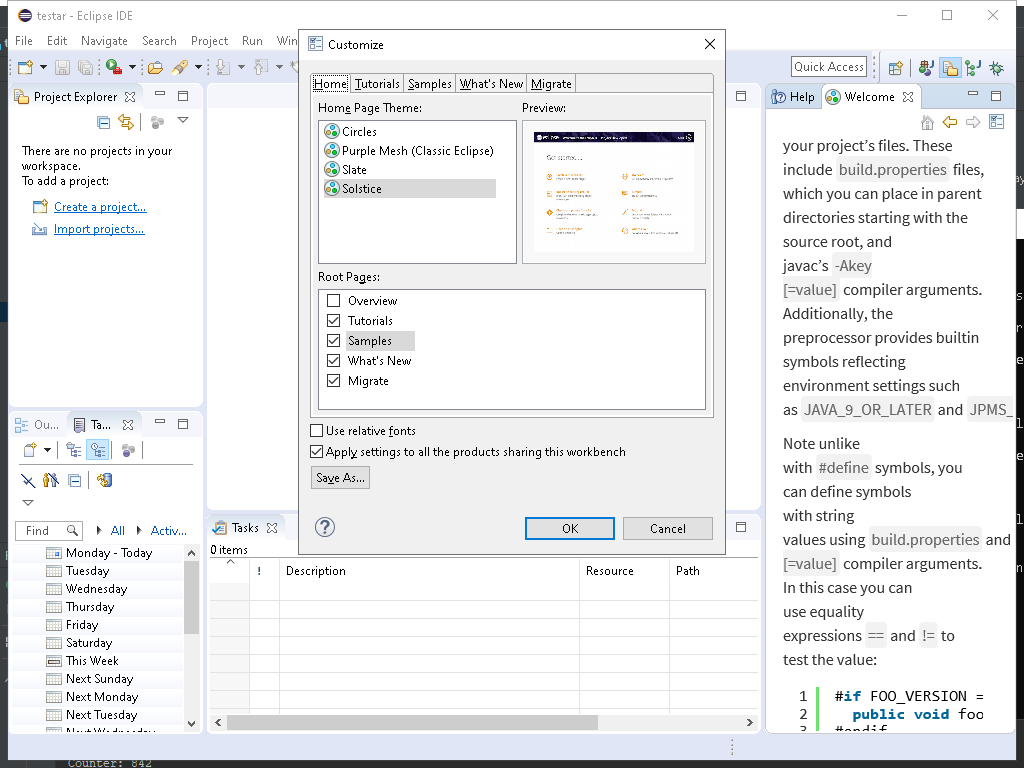 testar - Eclipse IDE
File Edit Navigate Search Project Run Win
Quick Access
Project Explorer
There are no projects in your
workspace.
To add a project:
Create a project...
Import projects...
Ou...
Ta...
Find
All
Activ...
Monday - Today
Tuesday
Wednesday
Thursday
Friday
Saturday
This Week
Next Sunday
Next Monday
Next Tuesday
Next Wednesday
Customize
Home Tutorials Samples What's New Migrate
Home Page Theme:
Preview:
Circles
Purple Mesh (Classic Eclipse)
Slate
Solstice
Root Pages:
Overview
Tutorials
Samples
What's New
Migrate
Use relative fonts
Apply settings to all the products sharing this workbench
Save As...
OK
Cancel
Tasks
0 items
! Description Resource Path
Help
Welcome
your project’s files. These
include build.properties files,
which you can place in parent
directories starting with the
source root, and
javac’s -Akey
[=value] compiler arguments.
Additionally, the
preprocessor provides builtin
symbols reflecting
environment settings such
as JAVA_9_OR_LATER and JPMS_
Note unlike
with #define symbols, you
can define symbols
with string
values using build.properties and
[=value] compiler arguments.
In this case you can
use equality
expressions == and != to
test the value:
1 #if FOO_VERSION =
2 public void foo
3 #endif
Counter: 842